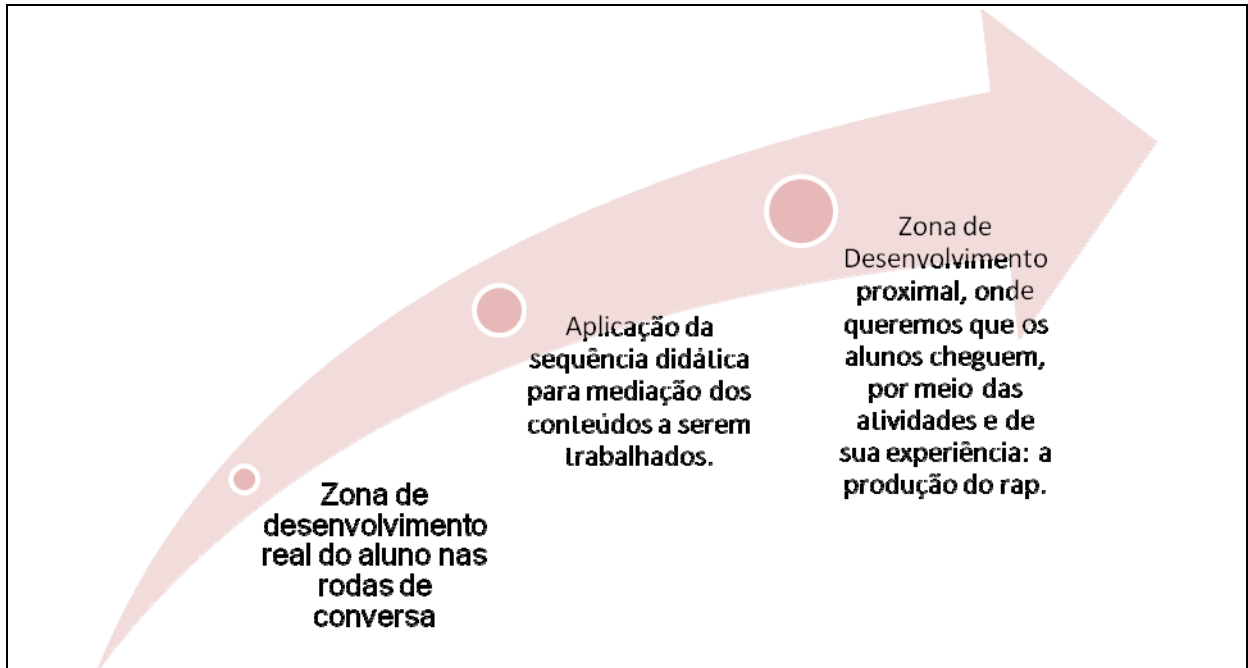 Zona de
desenvolvimento
real do aluno nas
rodas de
conversa
Aplicação da
sequência didática
para mediação dos
conteúdos a serem
trabalhados.
Zona de
Desenvolvimento
proximal, onde
queremos que os
alunos cheguem,
por meio das
atividades e de
sua experiência: a
produção do rap.